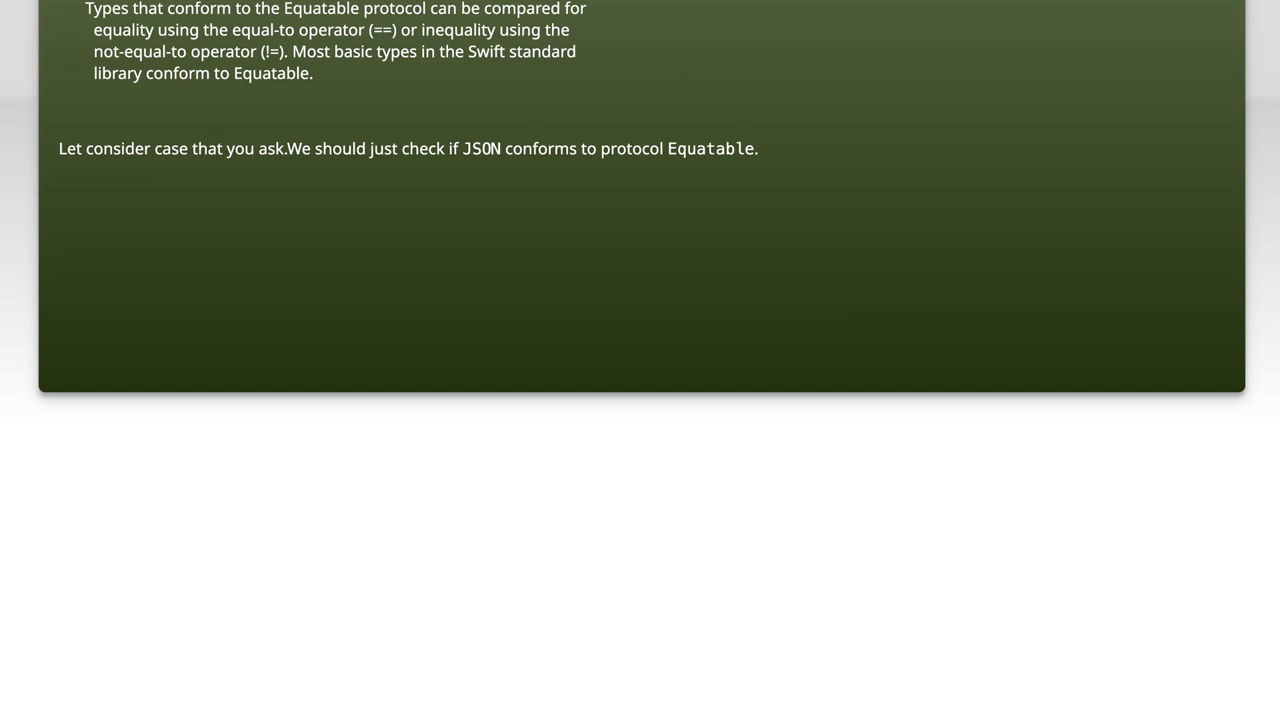 Types that conform to the Equatable protocol can be compared for
equality using the equal-to operator (==) or inequality using the
not-equal-to operator (!=). Most basic types in the Swift standard
library conform to Equatable.
Let consider case that you ask.We should just check if JSON conforms to protocol Equatable.